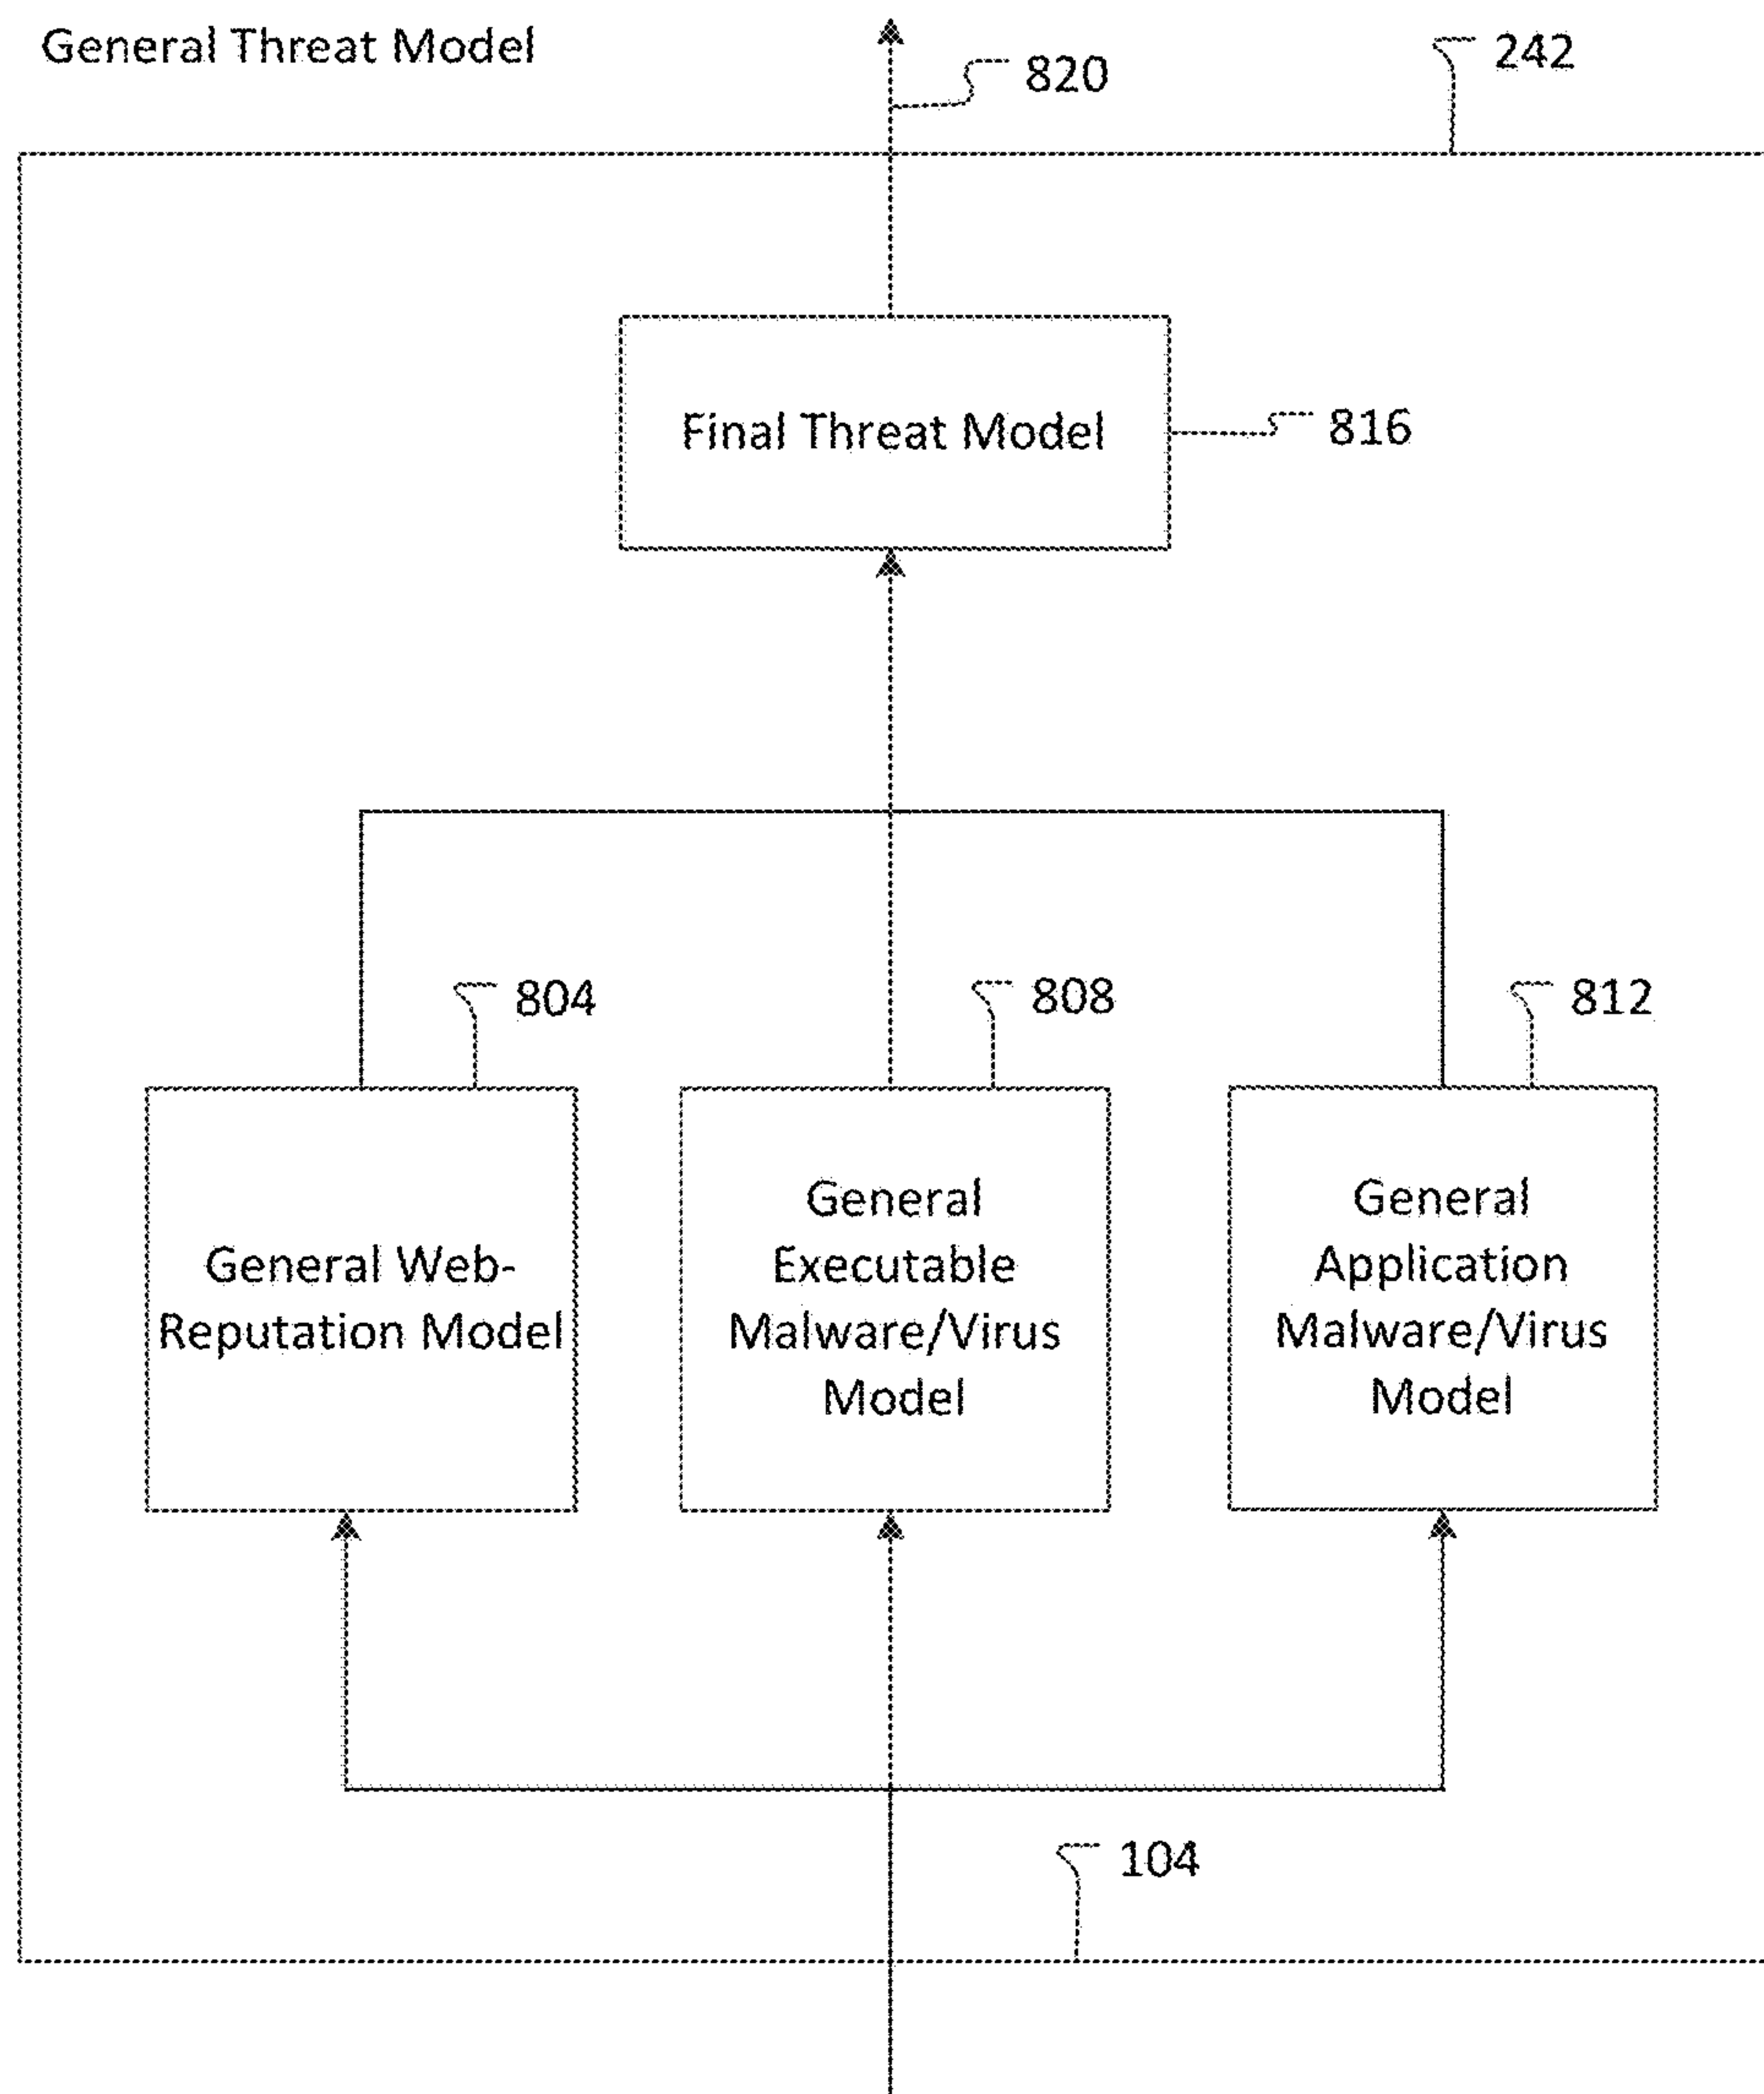 General Threat Model
820
242
Final Threat Model
816
804
808
812
General Web-
Reputation Model
General
Executable
Malware/Virus
Model
General
Application
Malware/Virus
Model
104